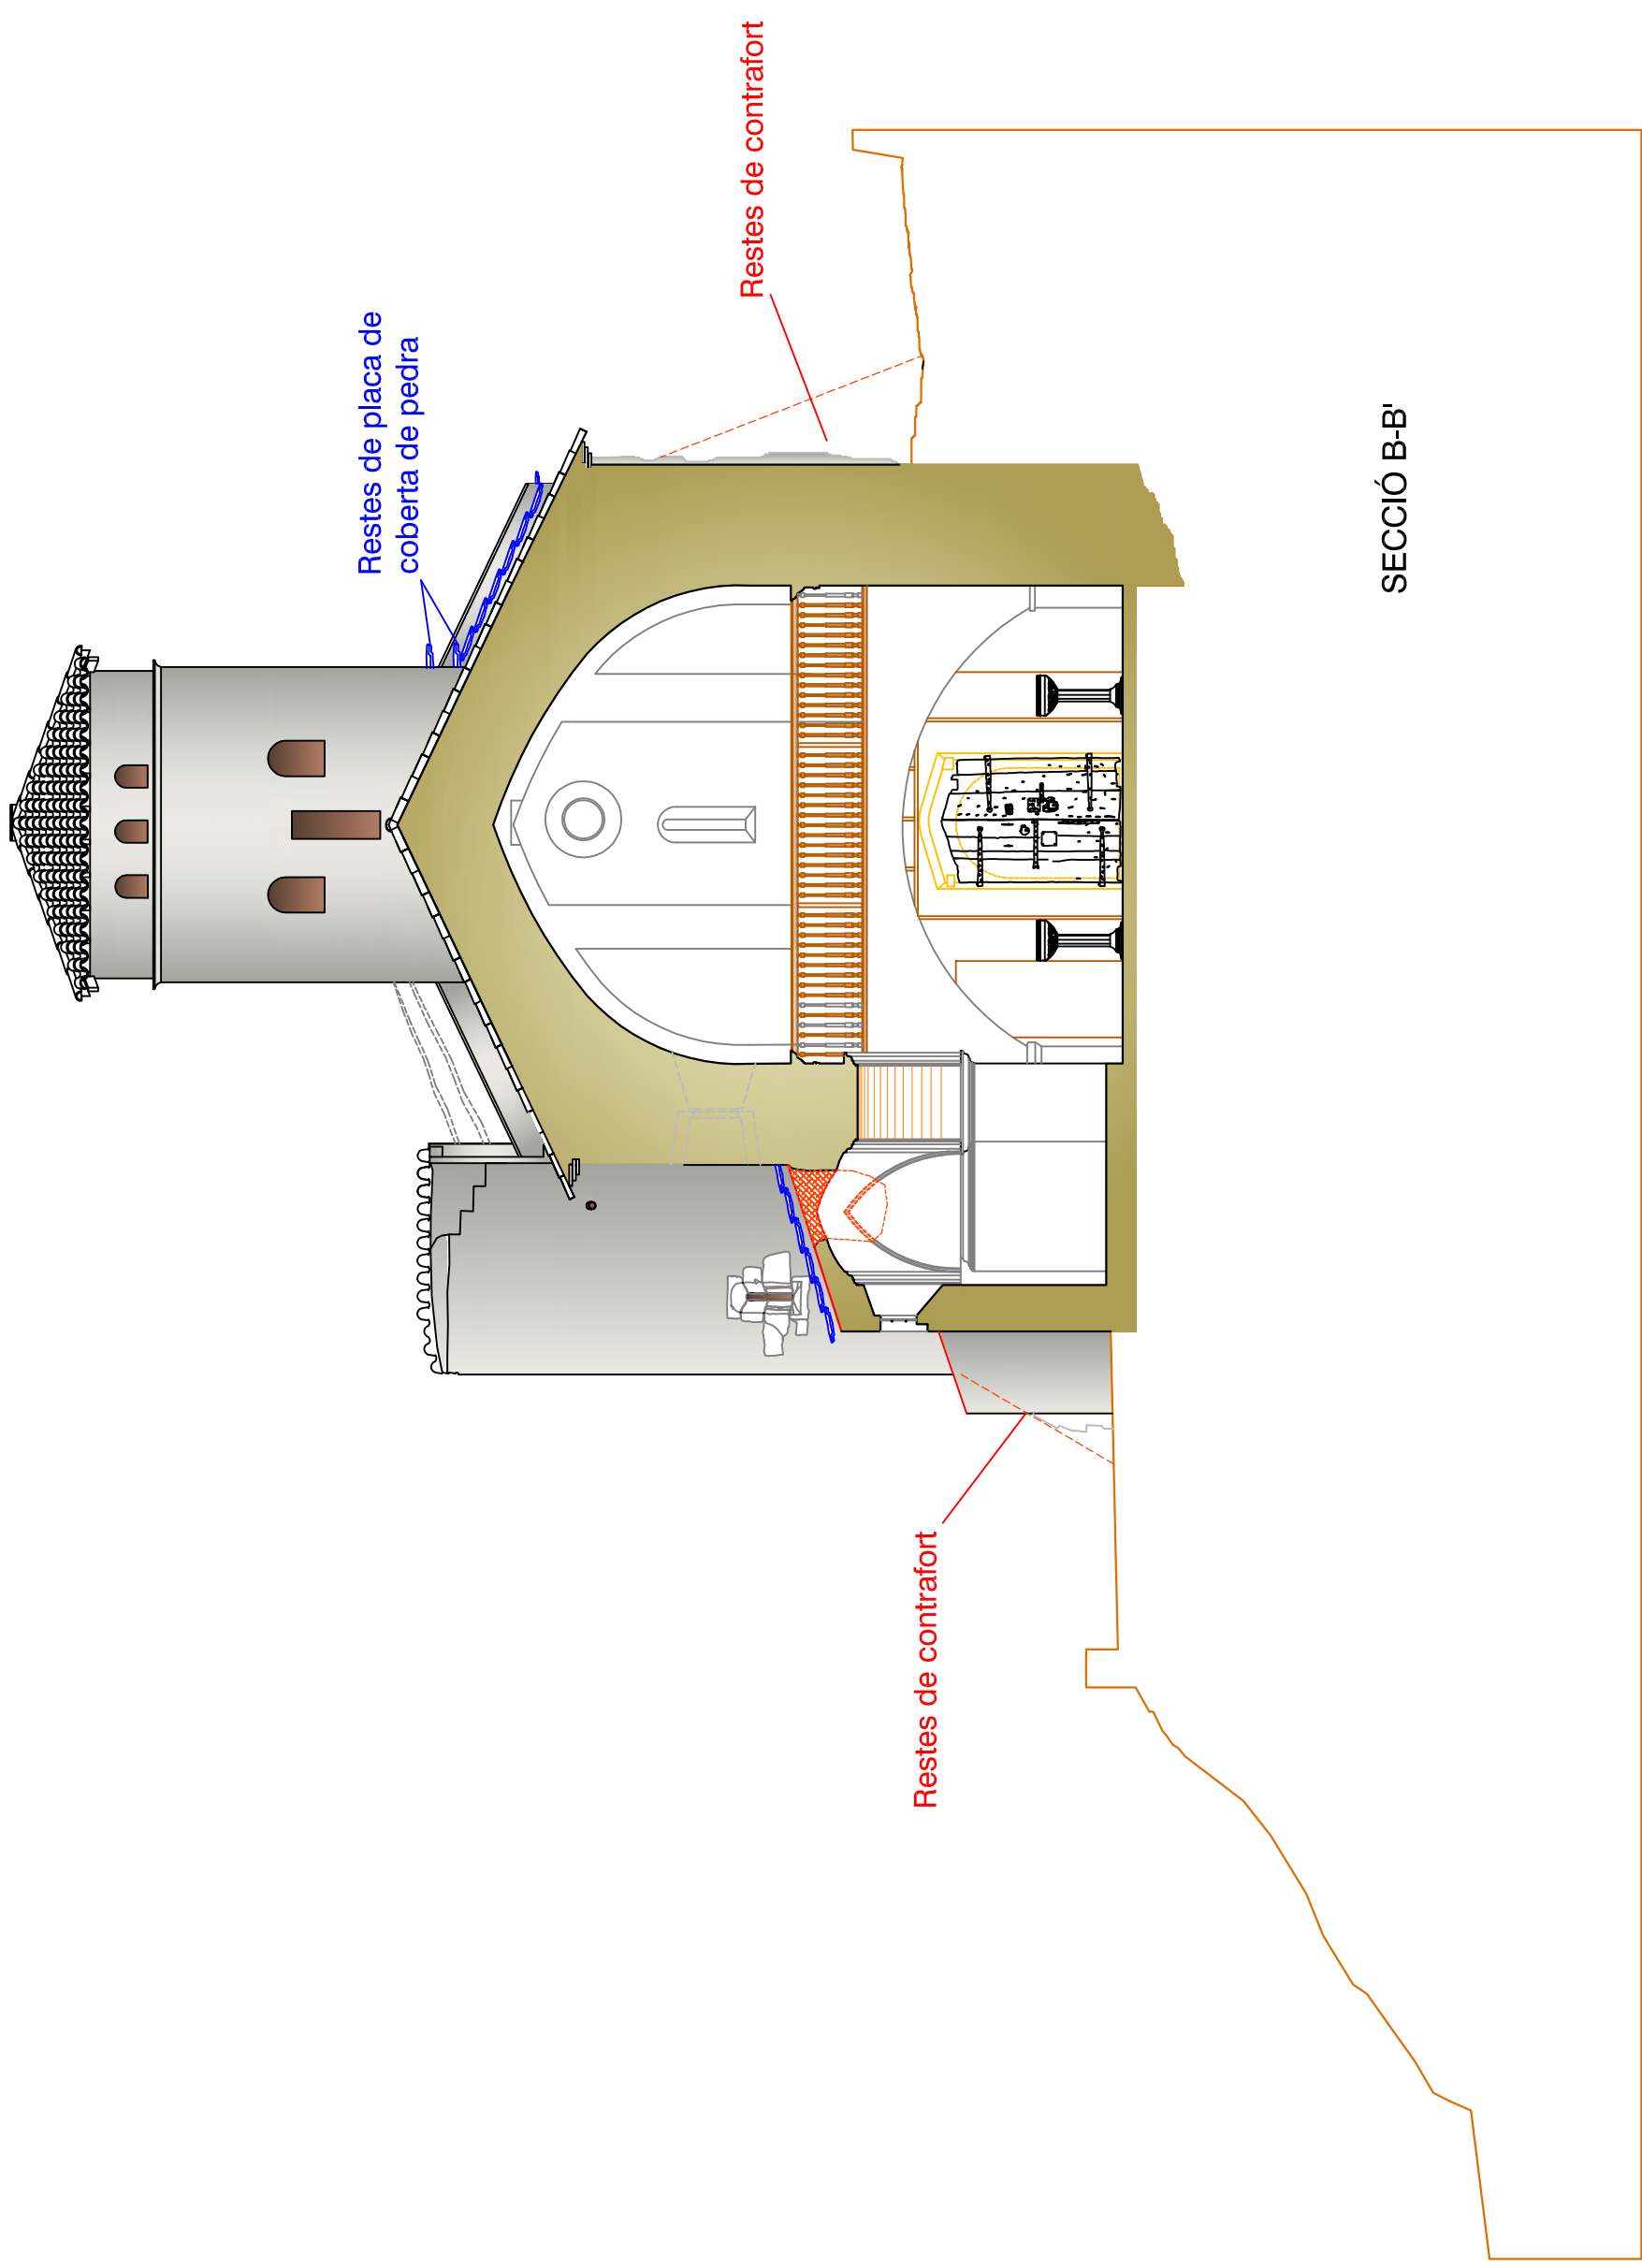 Restes de placa de
coberta de pedra
Restes de contrafort
Restes de contrafort
SECCIÓ B-B'